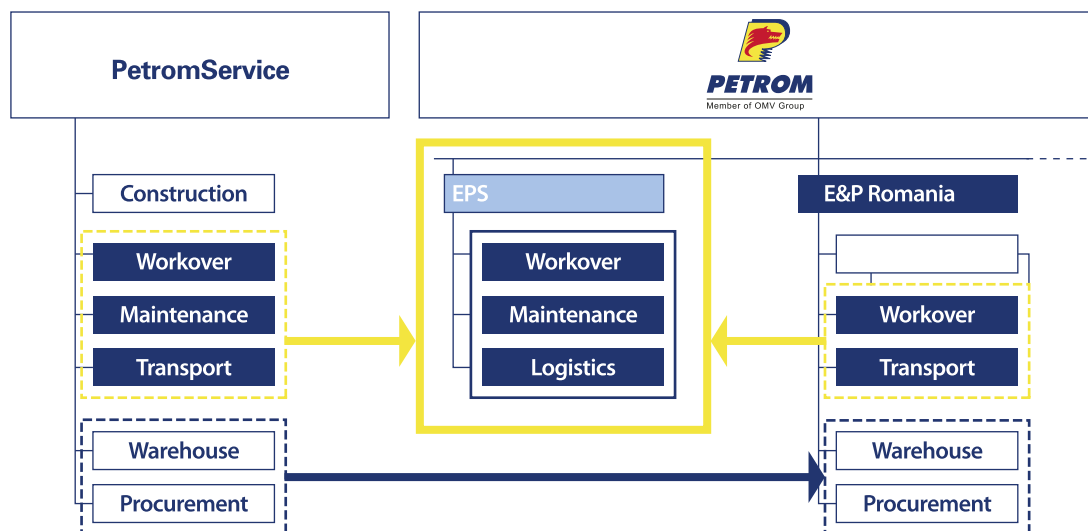 PetromService
PETROM
Member of OMV Group
Construction
Workover
Maintenance
Transport
Warehouse
Procurement
EPS
Workover
Maintenance
Logistics
E&P Romania
Workover
Transport
Warehouse
Procurement